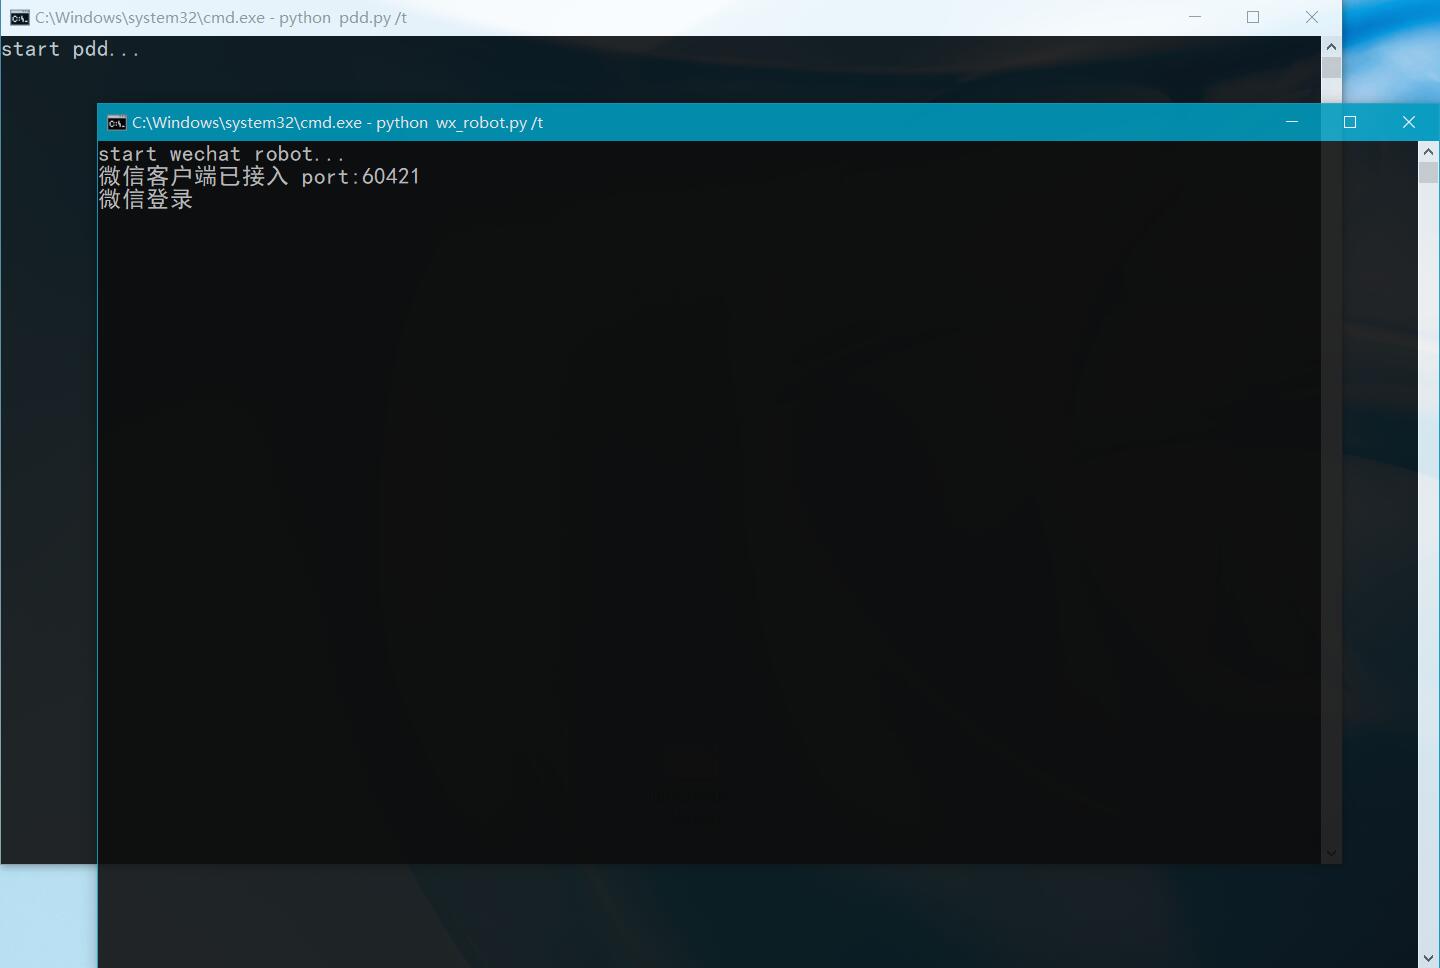 C:\Windows\system32\cmd.exe - python  pdd.py /t
start pdd...
C:\Windows\system32\cmd.exe - python  wx_robot.py /t
start wechat robot...
微信客户端已接入 port:60421
微信登录